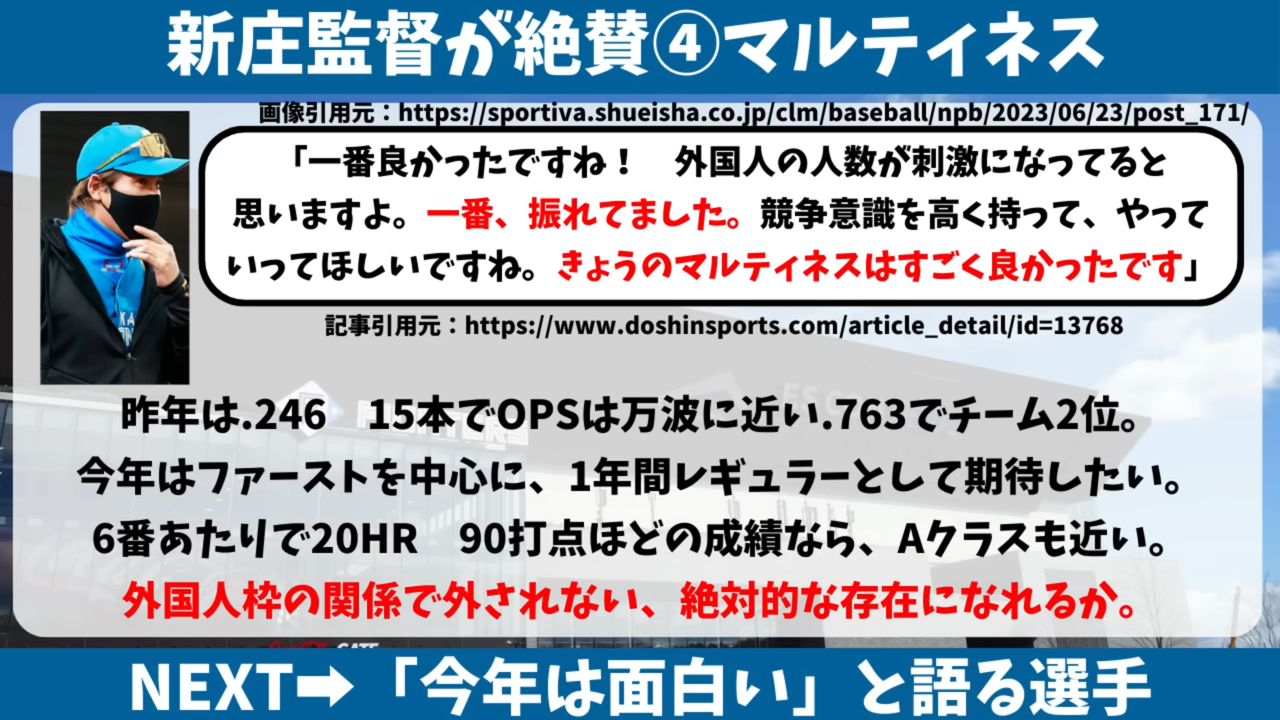 新庄監督が絶賛④マルティネス
画像引用元：https://sportiva.shueisha.co.jp/clm/baseball/npb/2023/06/23/post_171/
「一番良かったですね！　外国人の人数が刺激になってると
思いますよ。一番、振れてました。競争意識を高く持って、やって
いってほしいですね。きょうのマルティネスはすごく良かったです」
記事引用元：https://www.doshinsports.com/article_detail/id=13768
昨年は.246　15本でOPSは万波に近い.763でチーム2位。
今年はファーストを中心に、1年間レギュラーとして期待したい。
6番あたりで20HR　90打点ほどの成績なら、Aクラスも近い。
外国人枠の関係で外されない、絶対的な存在になれるか。
NEXT➡「今年は面白い」と語る選手